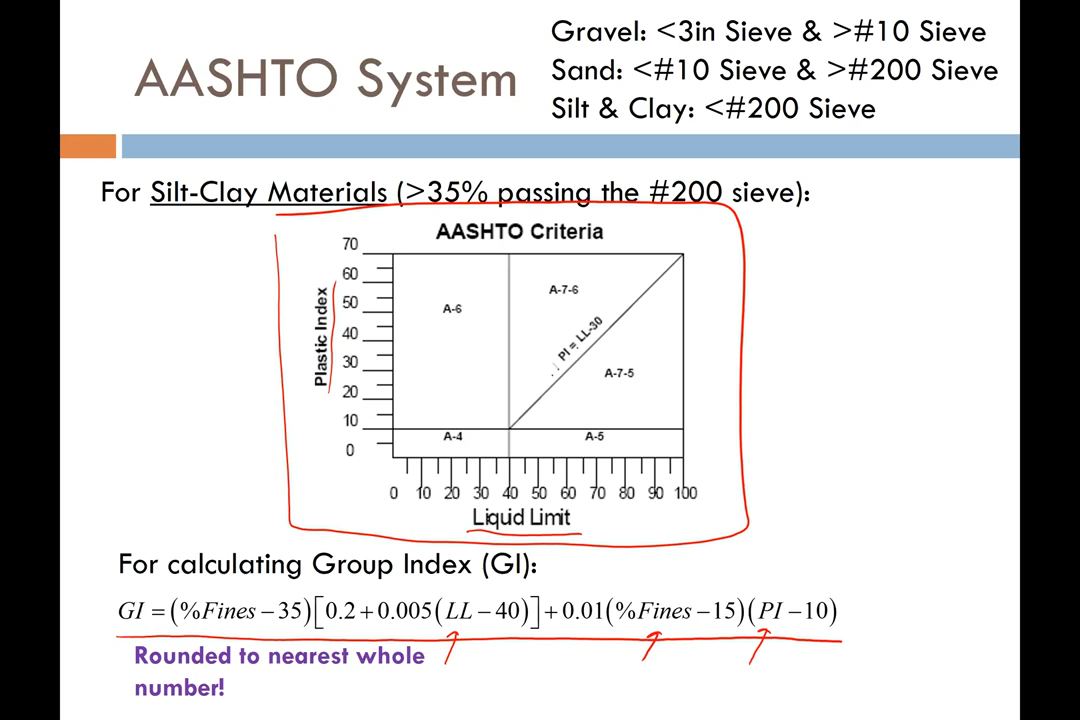 AASHTO System
Gravel: <3in Sieve & >#10 Sieve
Sand: <#10 Sieve & >#200 Sieve
Silt & Clay: <#200 Sieve
For Silt-Clay Materials (>35% passing the #200 sieve):
AASHTO Criteria
70
60
50
40
30
20
10
0
Plastic Index
A-6
A-7-6
PI = LL-30
A-7-5
A-4
A-5
0 10 20 30 40 50 60 70 80 90 100
Liquid Limit
For calculating Group Index (GI):
GI = (%Fines − 35)[0.2 + 0.005(LL − 40)] + 0.01(%Fines − 15)(PI − 10)
Rounded to nearest whole
number!